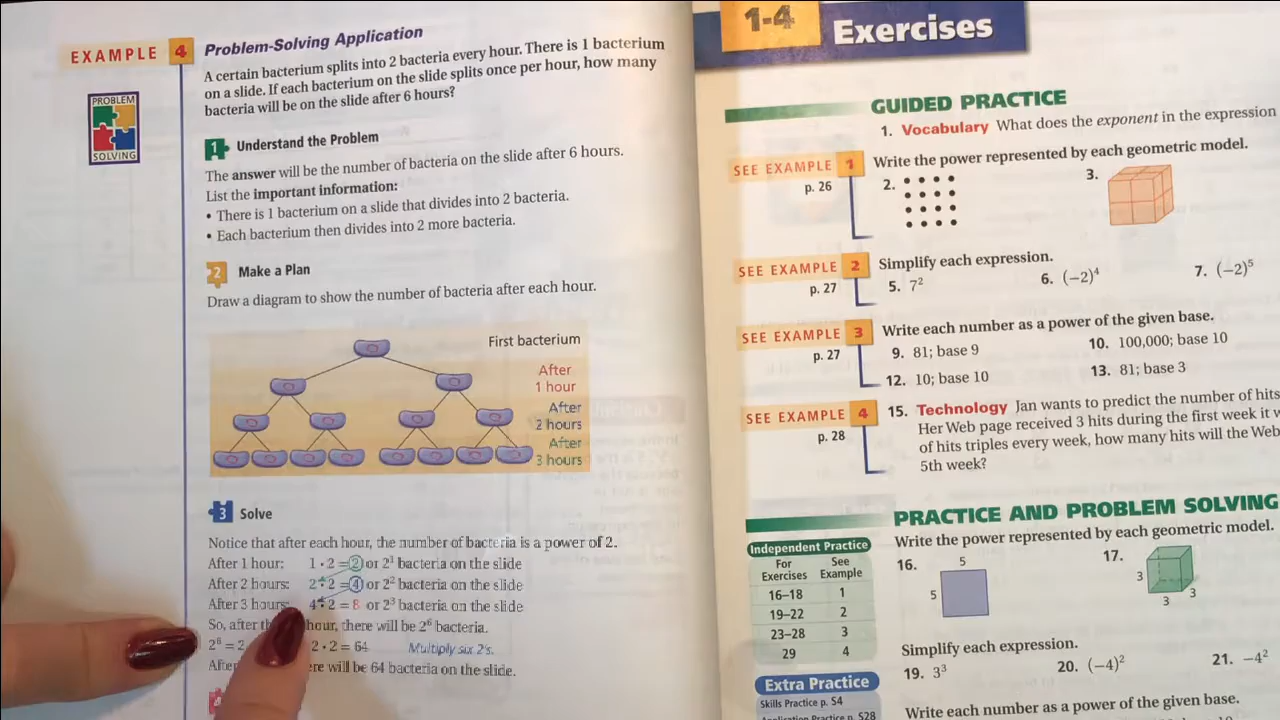 EXAMPLE 4 Problem-Solving Application
A certain bacterium splits into 2 bacteria every hour. There is 1 bacterium
on a slide. If each bacterium on the slide splits once per hour, how many
bacteria will be on the slide after 6 hours?
PROBLEM
SOLVING
1 Understand the Problem
The answer will be the number of bacteria on the slide after 6 hours.
List the important information:
• There is 1 bacterium on a slide that divides into 2 bacteria.
• Each bacterium then divides into 2 more bacteria.
2 Make a Plan
Draw a diagram to show the number of bacteria after each hour.
First bacterium
After
1 hour
After
2 hours
After
3 hours
3 Solve
Notice that after each hour, the number of bacteria is a power of 2.
After 1 hour: 1 · 2 = 2 or 2¹ bacteria on the slide
After 2 hours: 2 · 2 = 4 or 2² bacteria on the slide
After 3 hours: 4 · 2 = 8 or 2³ bacteria on the slide
So, after hour, there will be 2⁶ bacteria.
2⁶ = 2 2 · 2 = 64 Multiply six 2's.
After will be 64 bacteria on the slide.
1-4 Exercises
GUIDED PRACTICE
1. Vocabulary What does the exponent in the expression
SEE EXAMPLE 1
p. 26
Write the power represented by each geometric model.
2.
3.
SEE EXAMPLE 2
p. 27
Simplify each expression.
5. 7²
6. (−2)⁴
7. (−2)⁵
SEE EXAMPLE 3
p. 27
Write each number as a power of the given base.
9. 81; base 9
10. 100,000; base 10
12. 10; base 10
13. 81; base 3
SEE EXAMPLE 4
p. 28
15. Technology Jan wants to predict the number of hits
Her Web page received 3 hits during the first week it
of hits triples every week, how many hits will the Web
5th week?
PRACTICE AND PROBLEM SOLVING
Independent Practice
For Exercises
See Example
16–18 1
19–22 2
23–28 3
29 4
Extra Practice
Skills Practice p. S4
Application Practice p. S28
Write the power represented by each geometric model.
16.
5
5
17.
3
3
3
Simplify each expression.
19. 3³
20. (−4)²
21. −4²
Write each number as a power of the given base.